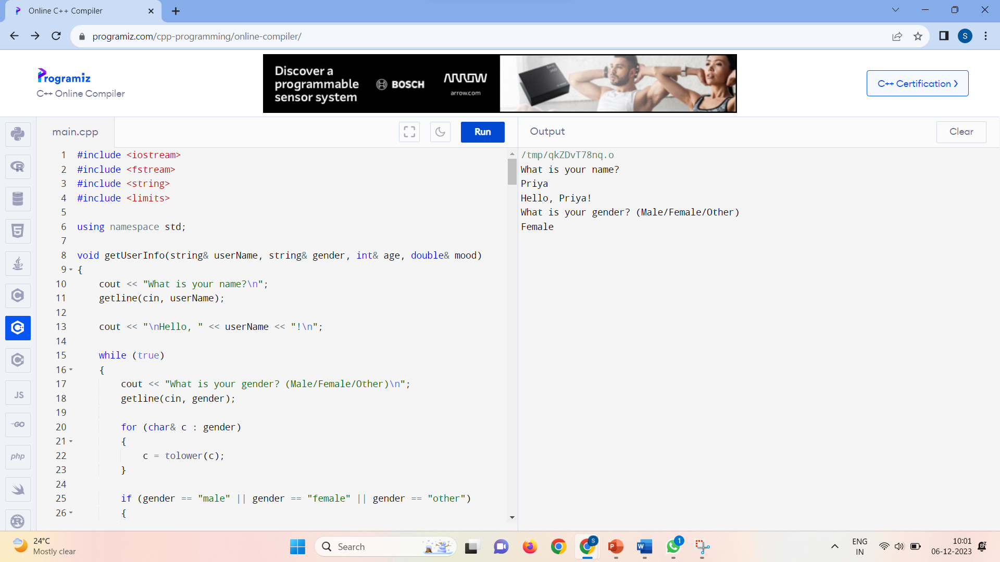 Online C++ Compiler
programiz.com/cpp-programming/online-compiler/
S
Programiz
C++ Online Compiler
Discover a
programmable
sensor system
BOSCH
ARROW
arrow.com
C++ Certification
main.cpp
Run
Output
Clear
1 #include <iostream>
2 #include <fstream>
3 #include <string>
4 #include <limits>
5
6 using namespace std;
7
8 void getUserInfo(string& userName, string& gender, int& age, double& mood)
9 {
10 cout << "What is your name?\n";
11 getline(cin, userName);
12
13 cout << "\nHello, " << userName << "!\n";
14
15 while (true)
16 {
17 cout << "What is your gender? (Male/Female/Other)\n";
18 getline(cin, gender);
19
20 for (char& c : gender)
21 {
22 c = tolower(c);
23 }
24
25 if (gender == "male" || gender == "female" || gender == "other")
26 {
/tmp/qkZDvT78nq.o
What is your name?
Priya
Hello, Priya!
What is your gender? (Male/Female/Other)
Female
R
5
C
C
JS
GO
php
R
24°C
Mostly clear
Search
S
P
W
1
ENG
IN
10:01
06-12-2023